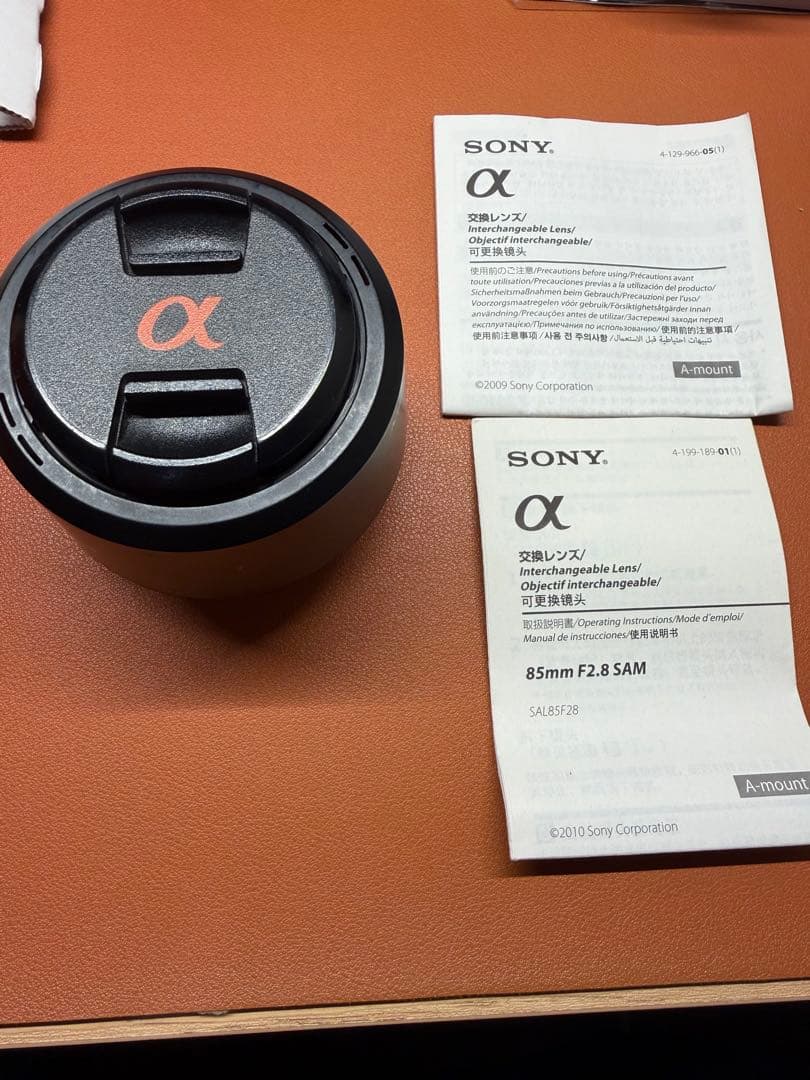 α
SONY®
4-129-966-05(1)
α
交換レンズ/
Interchangeable Lens/
Objectif interchangeable/
可更换镜头
使用前のご注意/Precautions before using/Précautions avant
toute utilisation/Precauciones previas a la utilización del producto/
Sicherheitsmaßnahmen beim Gebrauch/Precauzioni per l'uso/
Voorzorgsmaatregelen vóór gebruik/Försiktighetsåtgärder innan
användning/Precauções antes de utilizar/Застережні заходи перед
експлуатацією/Примечания по использованию/使用前的注意事項/
使用前注意事项/사용 전 주의사항/تنبيهات احتياطية قبل الاستعمال/
A-mount
©2009 Sony Corporation
SONY®
4-199-189-01(1)
α
交換レンズ/
Interchangeable Lens/
Objectif interchangeable/
可更换镜头
取扱説明書/Operating Instructions/Mode d'emploi/
Manual de instrucciones/使用说明书
85mm F2.8 SAM
SAL85F28
A-mount
©2010 Sony Corporation